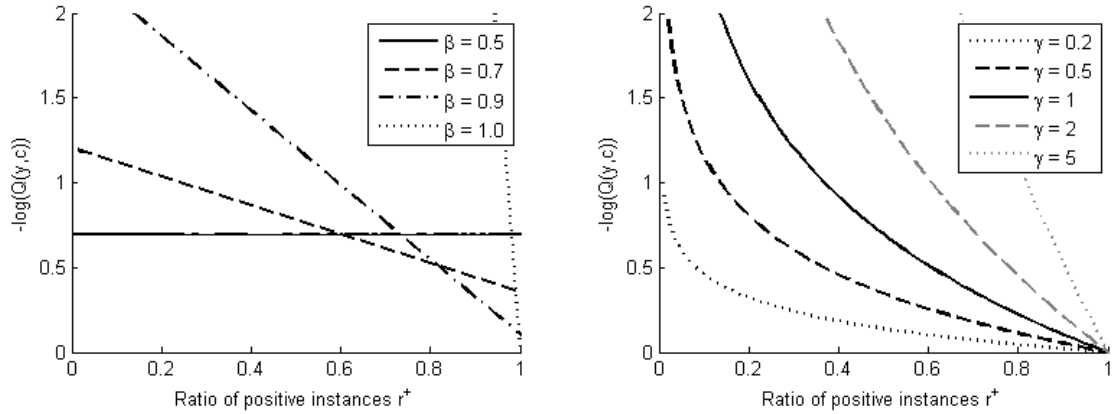 2
1.5
1
0.5
0
0
0.2
0.4
0.6
0.8
1
-log(Q(y,c))
Ratio of positive instances r⁺
β = 0.5
β = 0.7
β = 0.9
β = 1.0
2
1.5
1
0.5
0
0
0.2
0.4
0.6
0.8
1
-log(Q(y,c))
Ratio of positive instances r⁺
γ = 0.2
γ = 0.5
γ = 1
γ = 2
γ = 5